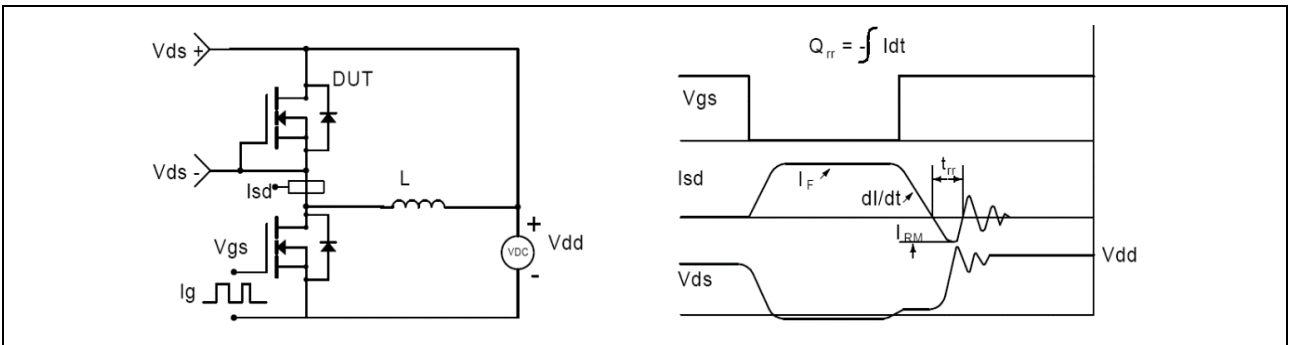 Vds +
DUT
Vds -
Isd
L
Vgs
Ig
VDC
+
-
Vdd
Q rr = -∫ Idt
Vgs
Isd
I F
dI/dt
t rr
I RM
Vds
Vdd